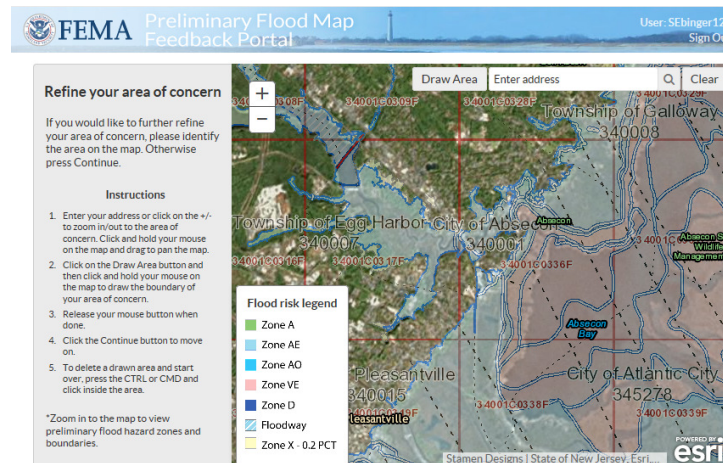 FEMA
Preliminary Flood Map
Feedback Portal
User: SEbinger12
Sign Ou
Refine your area of concern
If you would like to further refine
your area of concern, please identify
the area on the map. Otherwise
press Continue.
Instructions
1. Enter your address or click on the +/-
to zoom in/out to the area of
concern. Click and hold your mouse
on the map and drag to pan the map.
2. Click on the Draw Area button and
then click and hold your mouse on
the map to draw the boundary of
your area of concern.
3. Release your mouse button when
done.
4. Click the Continue button to move
on.
5. To delete a drawn area and start
over, press the CTRL or CMD and
click inside the area.
*Zoom in to the map to view
preliminary flood hazard zones and
boundaries.
+
−
Draw Area
Enter address
Clear
34001C0309F
34001C0328F
34001C0329F
Township of Galloway
340008
Township of Egg Harbor
340007
City of Absecon
340001
Absecon
Absecon
Wildlife
Management
34001C0316F
34001C0317F
34001C0336F
Absecon
Bay
Pleasantville
340015
City of Atlantic City
345278
34001C0338F
34001C0339F
leasantville
Flood risk legend
Zone A
Zone AE
Zone AO
Zone VE
Zone D
Floodway
Zone X - 0.2 PCT
Stamen Designs | State of New Jersey, Esri...
POWERED BY
esri